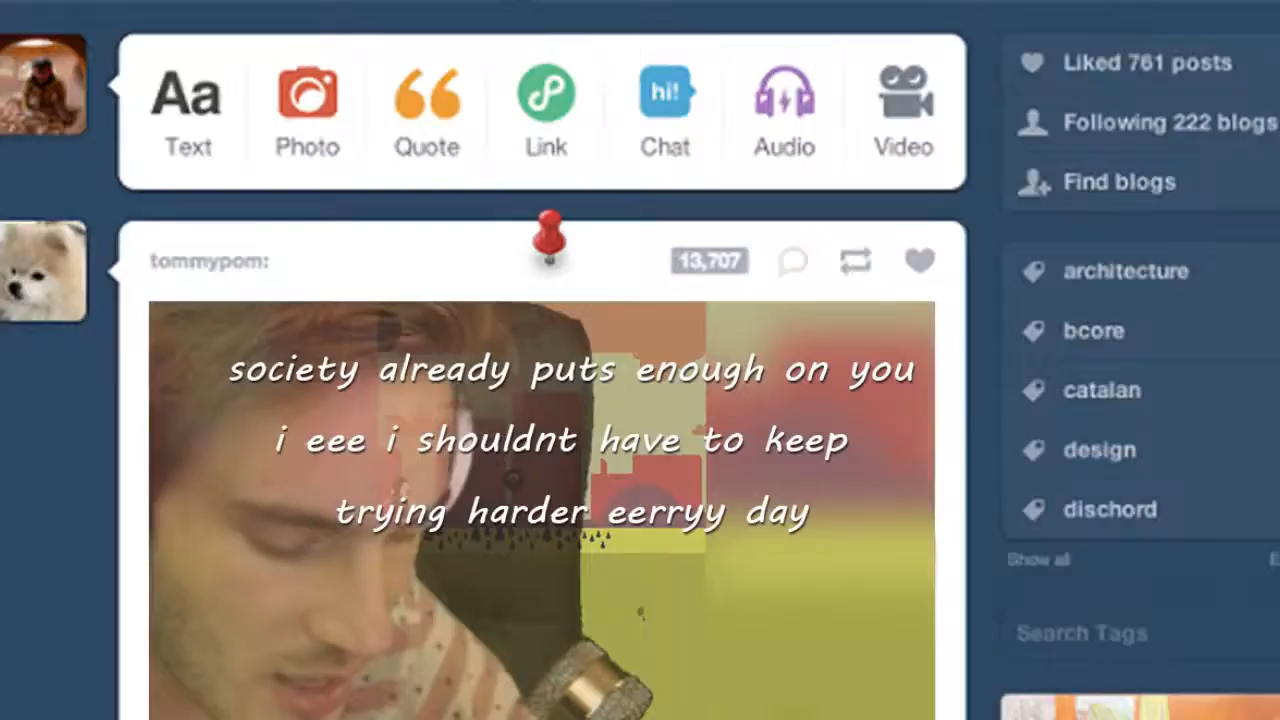 Aa
hi!
Text
Photo
Quote
Link
Chat
Audio
Video
Liked 761 posts
Following 222 blogs
Find blogs
tommypom:
13,707
society already puts enough on you
i eee i shouldnt have to keep
trying harder eerryy day
architecture
bcore
catalan
design
dischord
Show all
Search Tags